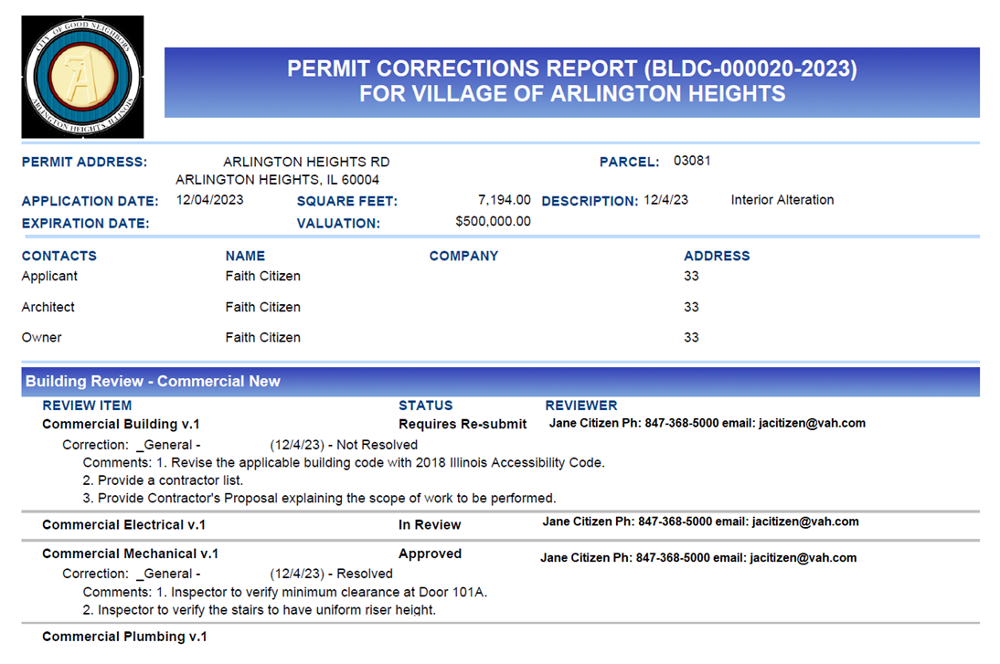 CITY OF GOOD NEIGHBORS
ARLINGTON HEIGHTS, ILLINOIS
PERMIT CORRECTIONS REPORT (BLDC-000020-2023)
FOR VILLAGE OF ARLINGTON HEIGHTS
PERMIT ADDRESS: ARLINGTON HEIGHTS RD PARCEL: 03081
ARLINGTON HEIGHTS, IL 60004
APPLICATION DATE: 12/04/2023 SQUARE FEET: 7,194.00 DESCRIPTION: 12/4/23 Interior Alteration
EXPIRATION DATE: VALUATION: $500,000.00
CONTACTS NAME COMPANY ADDRESS
Applicant Faith Citizen 33
Architect Faith Citizen 33
Owner Faith Citizen 33
Building Review - Commercial New
REVIEW ITEM STATUS REVIEWER
Commercial Building v.1 Requires Re-submit Jane Citizen Ph: 847-368-5000 email: jacitizen@vah.com
Correction: _General - (12/4/23) - Not Resolved
Comments: 1. Revise the applicable building code with 2018 Illinois Accessibility Code.
2. Provide a contractor list.
3. Provide Contractor's Proposal explaining the scope of work to be performed.
Commercial Electrical v.1 In Review Jane Citizen Ph: 847-368-5000 email: jacitizen@vah.com
Commercial Mechanical v.1 Approved Jane Citizen Ph: 847-368-5000 email: jacitizen@vah.com
Correction: _General - (12/4/23) - Resolved
Comments: 1. Inspector to verify minimum clearance at Door 101A.
2. Inspector to verify the stairs to have uniform riser height.
Commercial Plumbing v.1